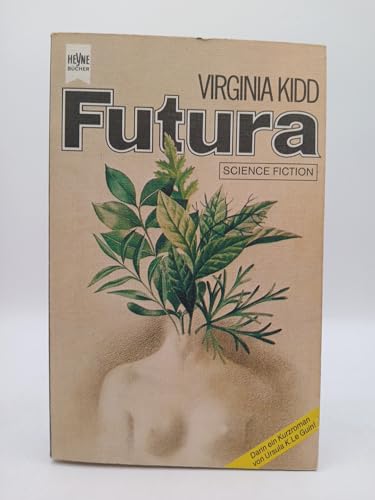 HEYNE
BÜCHER
VIRGINIA KIDD
Futura
SCIENCE FICTION
Darin ein Kurzroman
von Ursula K. Le Guin!